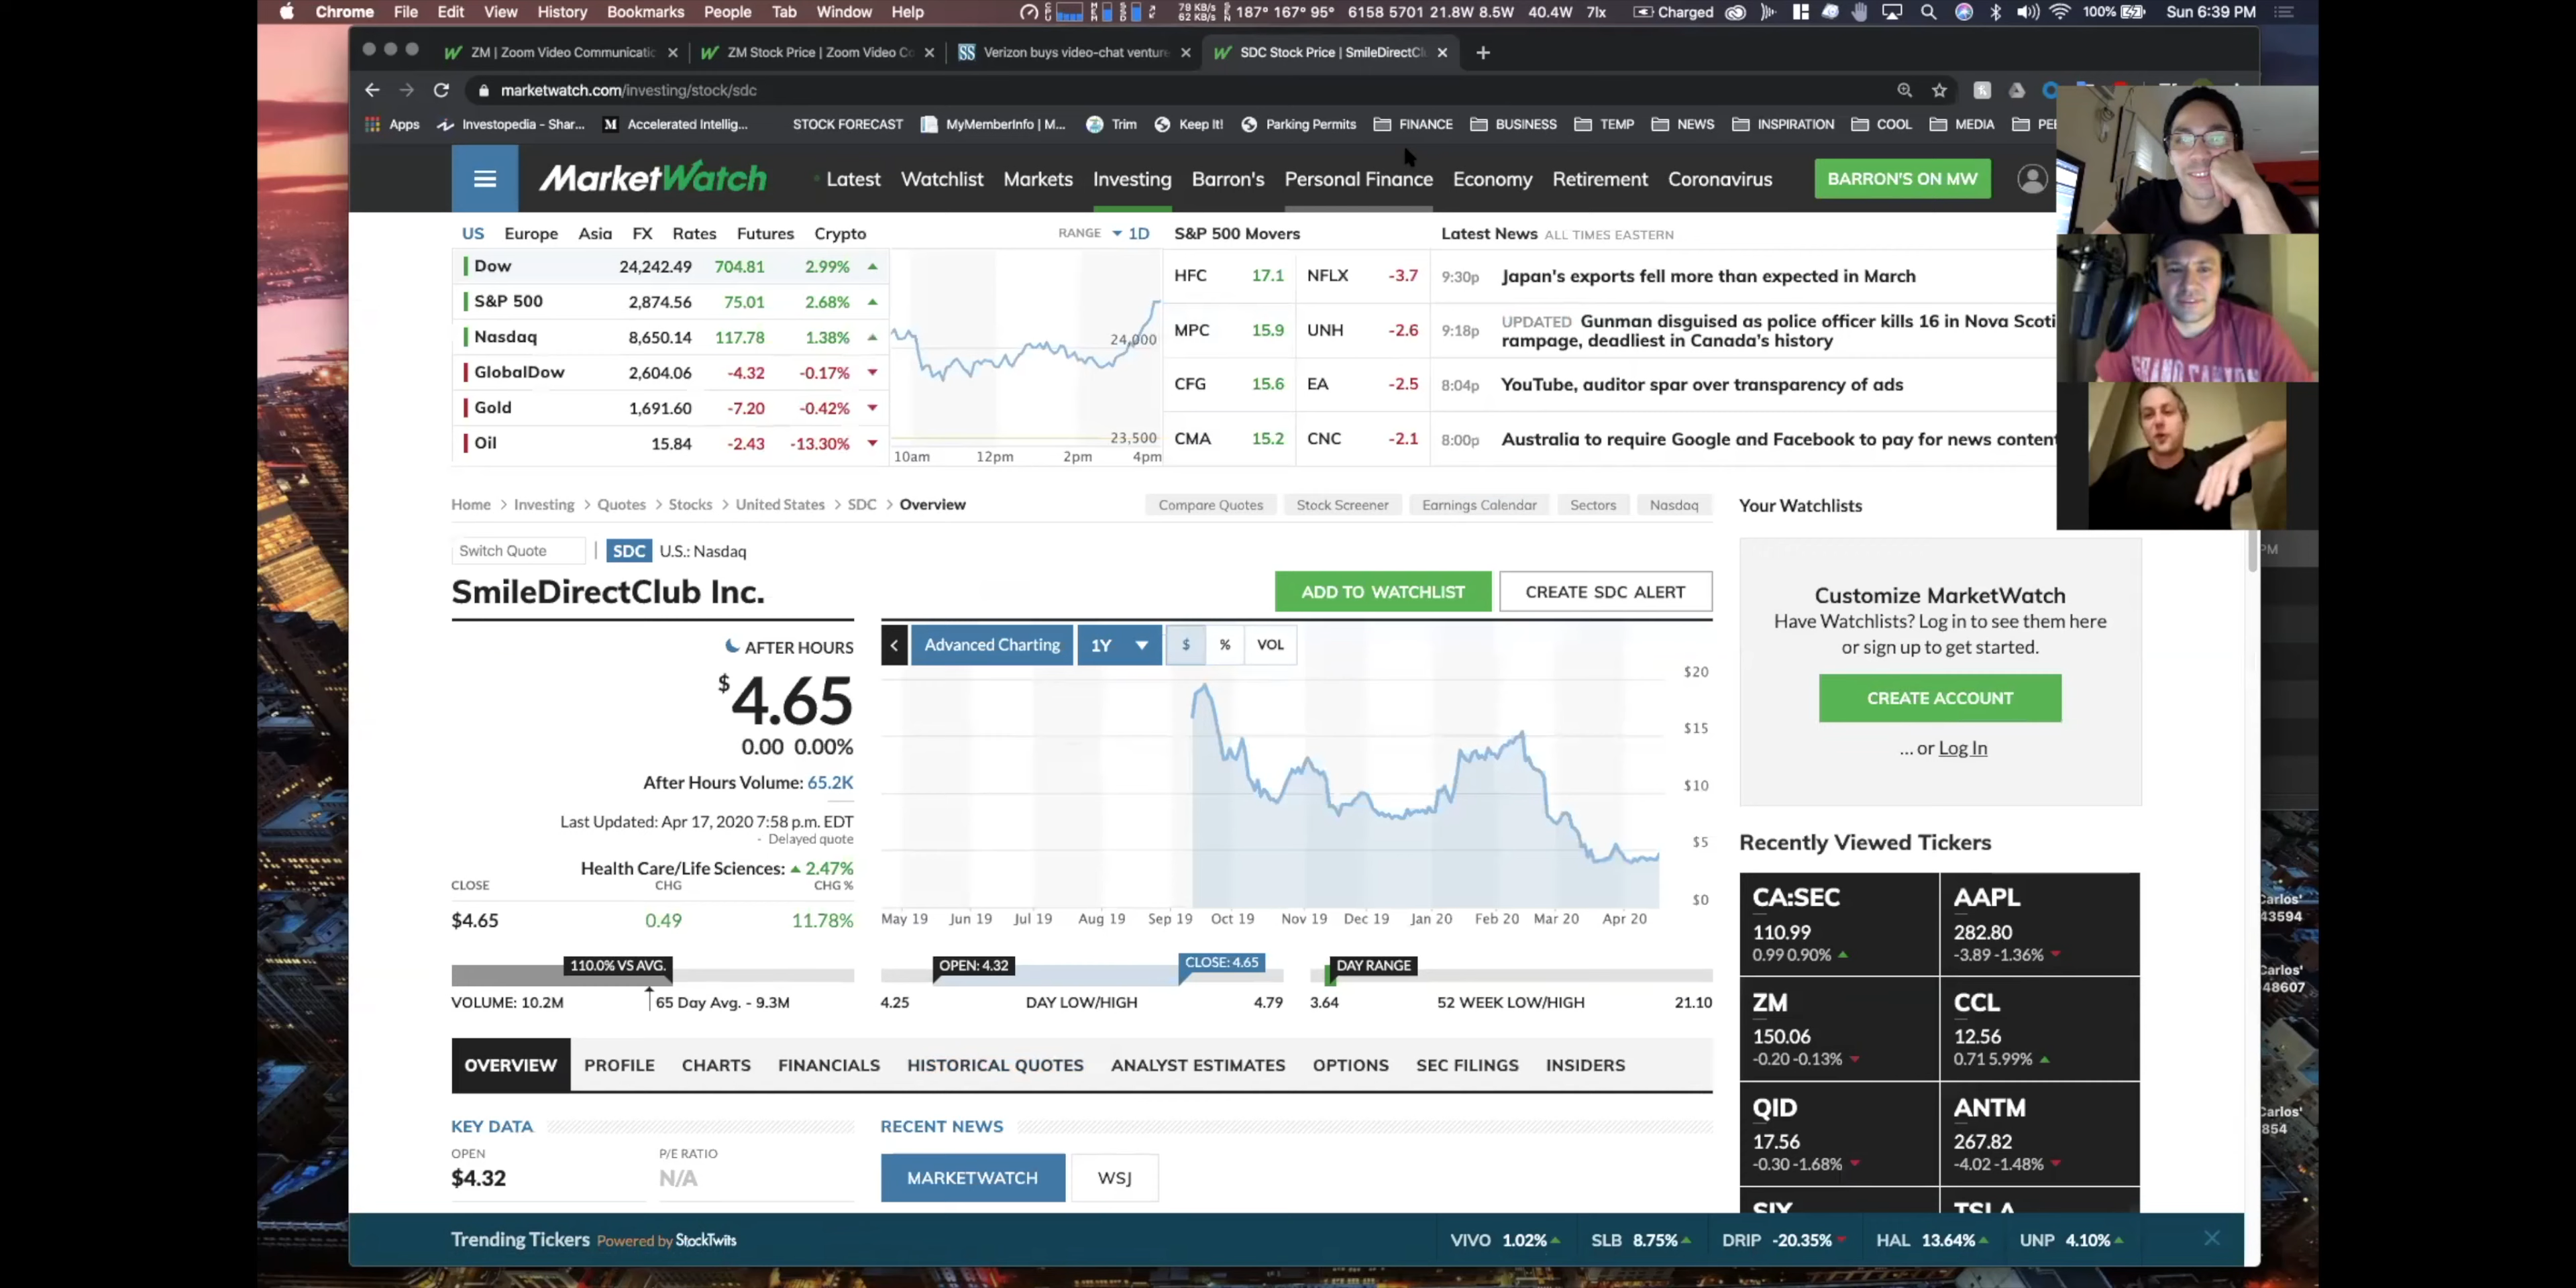 Chrome File Edit View History Bookmarks People Tab Window Help
79 KB/s
62 KB/s
187° 167° 95° 6158 5701 21.8W 8.5W 40.4W 7lx Charged 100% Sun 6:39 PM
ZM | Zoom Video Communicatic
ZM Stock Price | Zoom Video Co
Verizon buys video-chat venture
SDC Stock Price | SmileDirectCl
marketwatch.com/investing/stock/sdc
Apps Investopedia - Shar... Accelerated Intellig... STOCK FORECAST MyMemberInfo | M... Trim Keep It! Parking Permits FINANCE BUSINESS TEMP NEWS INSPIRATION COOL MEDIA
MarketWatch Latest Watchlist Markets Investing Barron's Personal Finance Economy Retirement Coronavirus BARRON'S ON MW
US Europe Asia FX Rates Futures Crypto RANGE 1D
Dow 24,242.49 704.81 2.99%
S&P 500 2,874.56 75.01 2.68%
Nasdaq 8,650.14 117.78 1.38%
GlobalDow 2,604.06 -4.32 -0.17%
Gold 1,691.60 -7.20 -0.42%
Oil 15.84 -2.43 -13.30%
24,000
23,500
10am 12pm 2pm 4pm
S&P 500 Movers
HFC 17.1 NFLX -3.7
MPC 15.9 UNH -2.6
CFG 15.6 EA -2.5
CMA 15.2 CNC -2.1
Latest News ALL TIMES EASTERN
9:30p Japan's exports fell more than expected in March
9:18p UPDATED Gunman disguised as police officer kills 16 in Nova Scoti
rampage, deadliest in Canada's history
8:04p YouTube, auditor spar over transparency of ads
8:00p Australia to require Google and Facebook to pay for news content
Home > Investing > Quotes > Stocks > United States > SDC > Overview
Compare Quotes Stock Screener Earnings Calendar Sectors Nasdaq
Switch Quote | SDC U.S.: Nasdaq
SmileDirectClub Inc.
ADD TO WATCHLIST CREATE SDC ALERT
AFTER HOURS
$4.65
0.00 0.00%
After Hours Volume: 65.2K
Last Updated: Apr 17, 2020 7:58 p.m. EDT
- Delayed quote
Health Care/Life Sciences: 2.47%
CLOSE CHG CHG %
$4.65 0.49 11.78%
110.0% VS AVG.
VOLUME: 10.2M 65 Day Avg. - 9.3M
Advanced Charting 1Y $ % VOL
$20
$15
$10
$5
$0
May 19 Jun 19 Jul 19 Aug 19 Sep 19 Oct 19 Nov 19 Dec 19 Jan 20 Feb 20 Mar 20 Apr 20
OPEN: 4.32 CLOSE: 4.65 DAY RANGE
4.25 DAY LOW/HIGH 4.79 3.64 52 WEEK LOW/HIGH 21.10
OVERVIEW PROFILE CHARTS FINANCIALS HISTORICAL QUOTES ANALYST ESTIMATES OPTIONS SEC FILINGS INSIDERS
KEY DATA
OPEN P/E RATIO
$4.32 N/A
RECENT NEWS
MARKETWATCH WSJ
Your Watchlists
Customize MarketWatch
Have Watchlists? Log in to see them here
or sign up to get started.
CREATE ACCOUNT
... or Log In
Recently Viewed Tickers
CA:SEC AAPL
110.99 282.80
0.99 0.90% -3.89 -1.36%
ZM CCL
150.06 12.56
-0.20 -0.13% 0.71 5.99%
QID ANTM
17.56 267.82
-0.30 -1.68% -4.02 -1.48%
SIX TSLA
PM
Carlos'
43594
Carlos'
48607
Carlos'
854
Trending Tickers Powered by StockTwits
VIVO 1.02% SLB 8.75% DRIP -20.35% HAL 13.64% UNP 4.10%